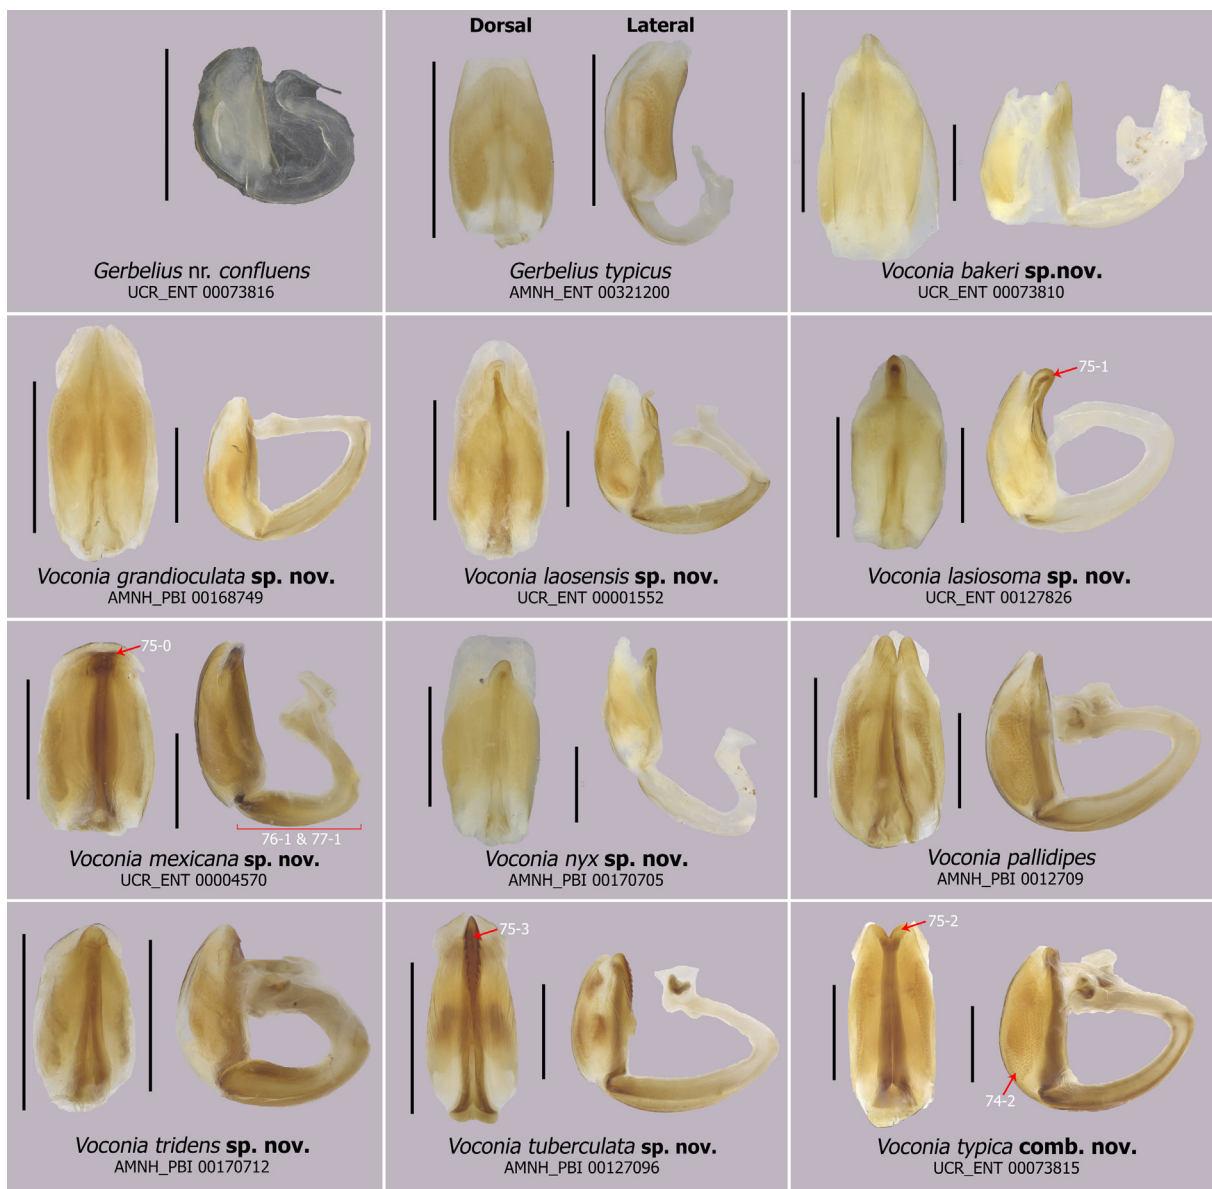 Dorsal
Lateral
Gerbelius nr. confluens
UCR_ENT 00073816
Gerbelius typicus
AMNH_ENT 00321200
Voconia bakeri sp.nov.
UCR_ENT 00073810
75-1
Voconia grandioculata sp. nov.
AMNH_PBI 00168749
Voconia laosensis sp. nov.
UCR_ENT 00001552
Voconia lasiosoma sp. nov.
UCR_ENT 00127826
75-0
76-1 & 77-1
Voconia mexicana sp. nov.
UCR_ENT 00004570
Voconia nyx sp. nov.
AMNH_PBI 00170705
Voconia pallidipes
AMNH_PBI 0012709
Voconia tridens sp. nov.
AMNH_PBI 00170712
75-3
Voconia tuberculata sp. nov.
AMNH_PBI 00127096
75-2
74-2
Voconia typica comb. nov.
UCR_ENT 00073815